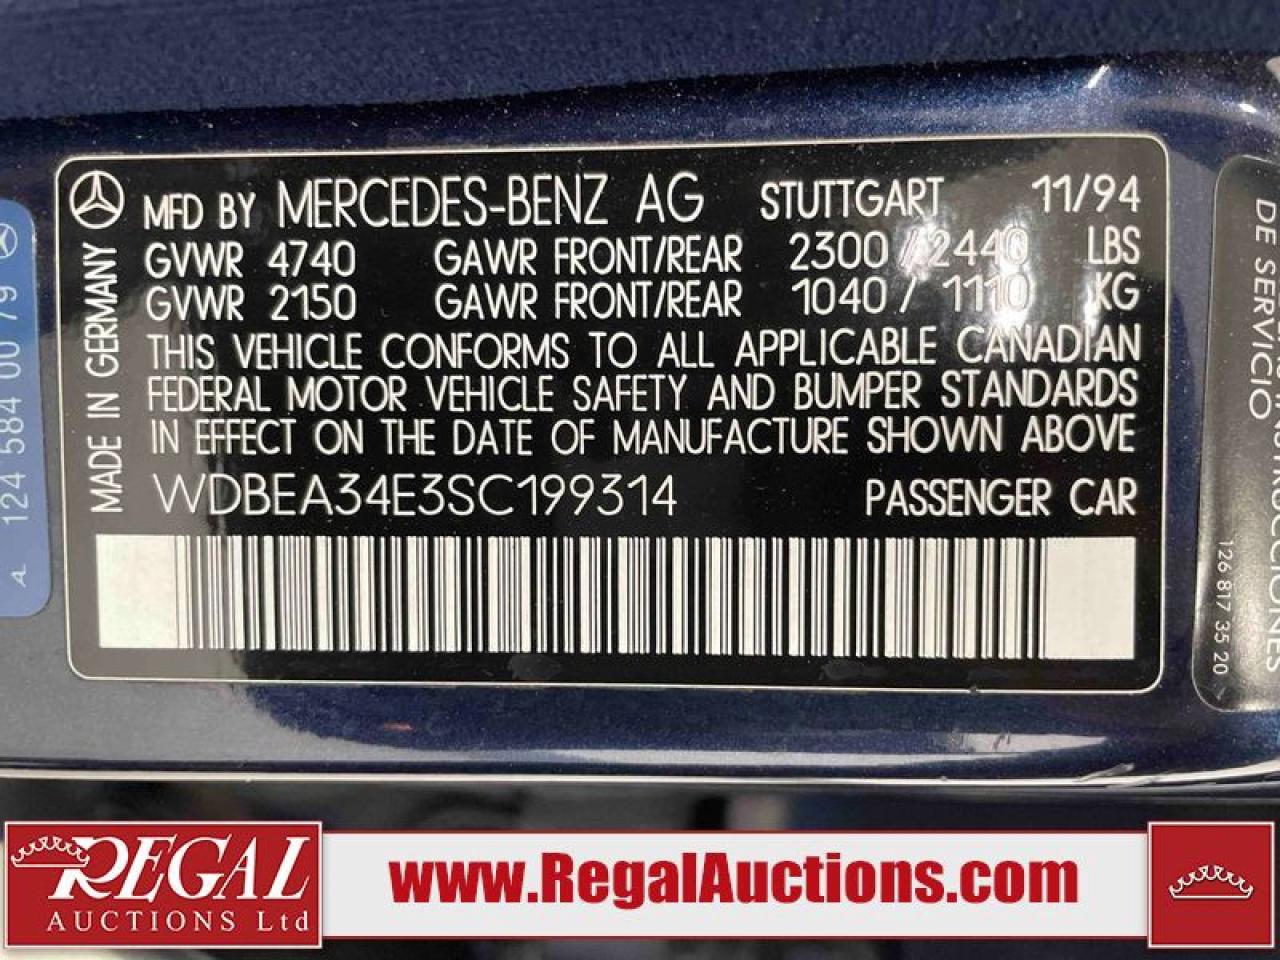 MFD BY MERCEDES-BENZ AG STUTTGART 11/94
GVWR 4740 GAWR FRONT/REAR 2300 / 2440 LBS
GVWR 2150 GAWR FRONT/REAR 1040 / 1110 KG
THIS VEHICLE CONFORMS TO ALL APPLICABLE CANADIAN
FEDERAL MOTOR VEHICLE SAFETY AND BUMPER STANDARDS
IN EFFECT ON THE DATE OF MANUFACTURE SHOWN ABOVE
WDBEA34E3SC199314 PASSENGER CAR
MADE IN GERMANY
A 124 584 00 79
DE SERVICIO
126 817 35 20
REGAL
AUCTIONS Ltd
www.RegalAuctions.com